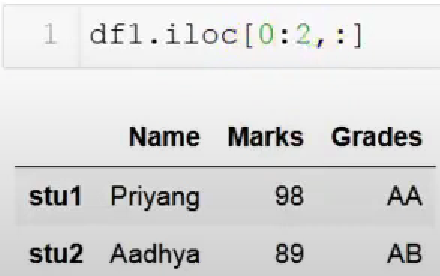 1 df1.iloc[0:2,:]
Name Marks Grades
stu1 Priyang 98 AA
stu2 Aadhya 89 AB